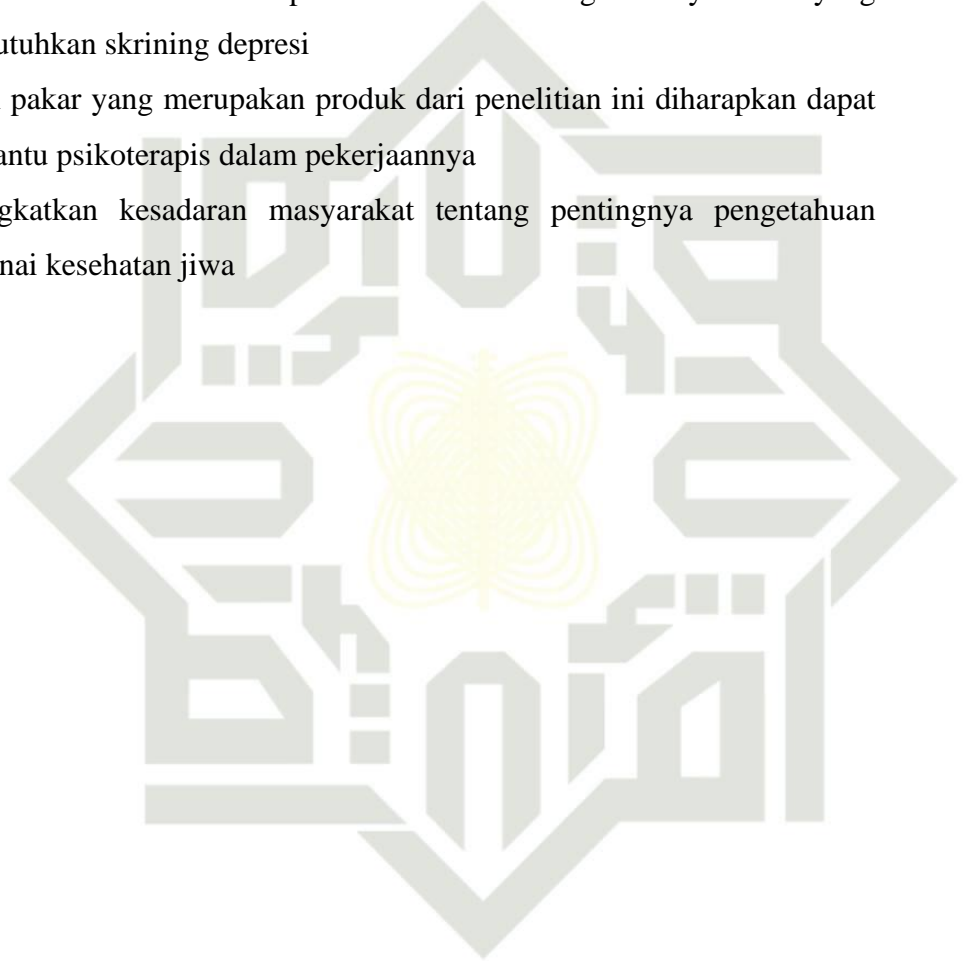 utuhkan skrining depresi
pakar yang merupakan produk dari penelitian ini diharapkan dapat
antu psikoterapis dalam pekerjaannya
gkatkan kesadaran masyarakat tentang pentingnya pengetahuan
nai kesehatan jiwa